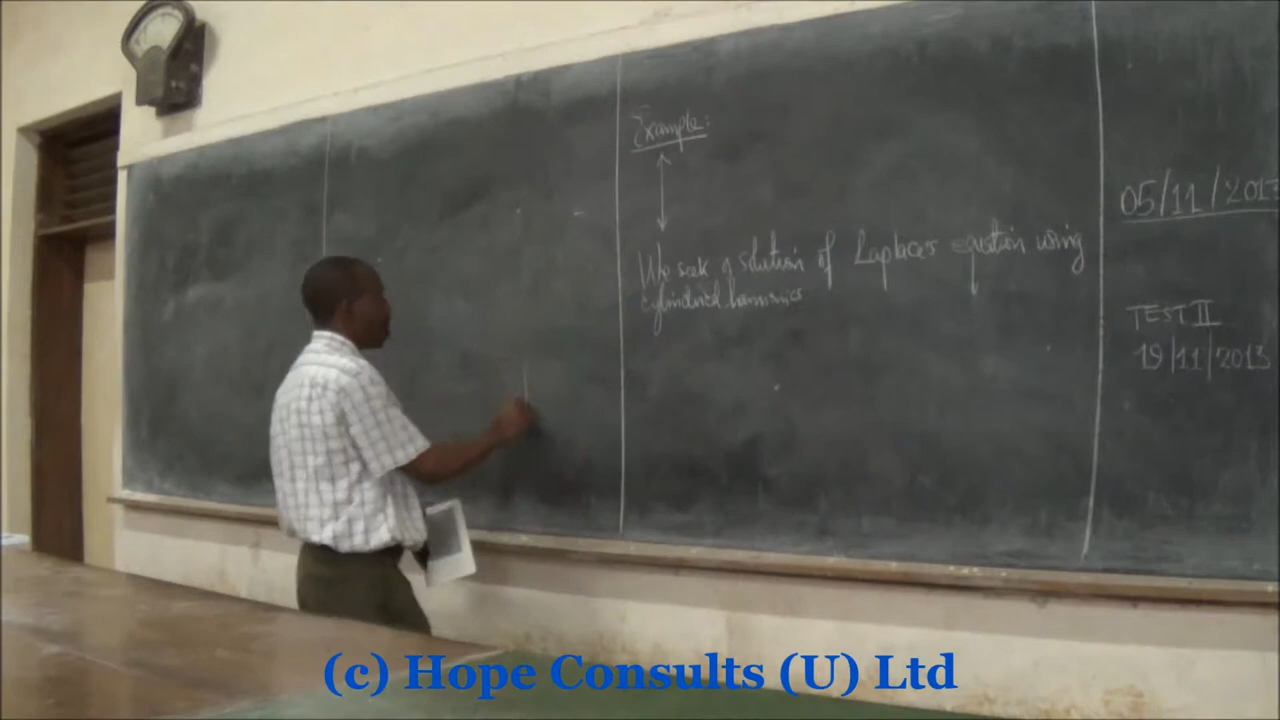 Example:
We seek a solution of Laplaces equation using
cylindrical harmonics
05/11/2013
TEST II
19/11/2013
(c) Hope Consults (U) Ltd